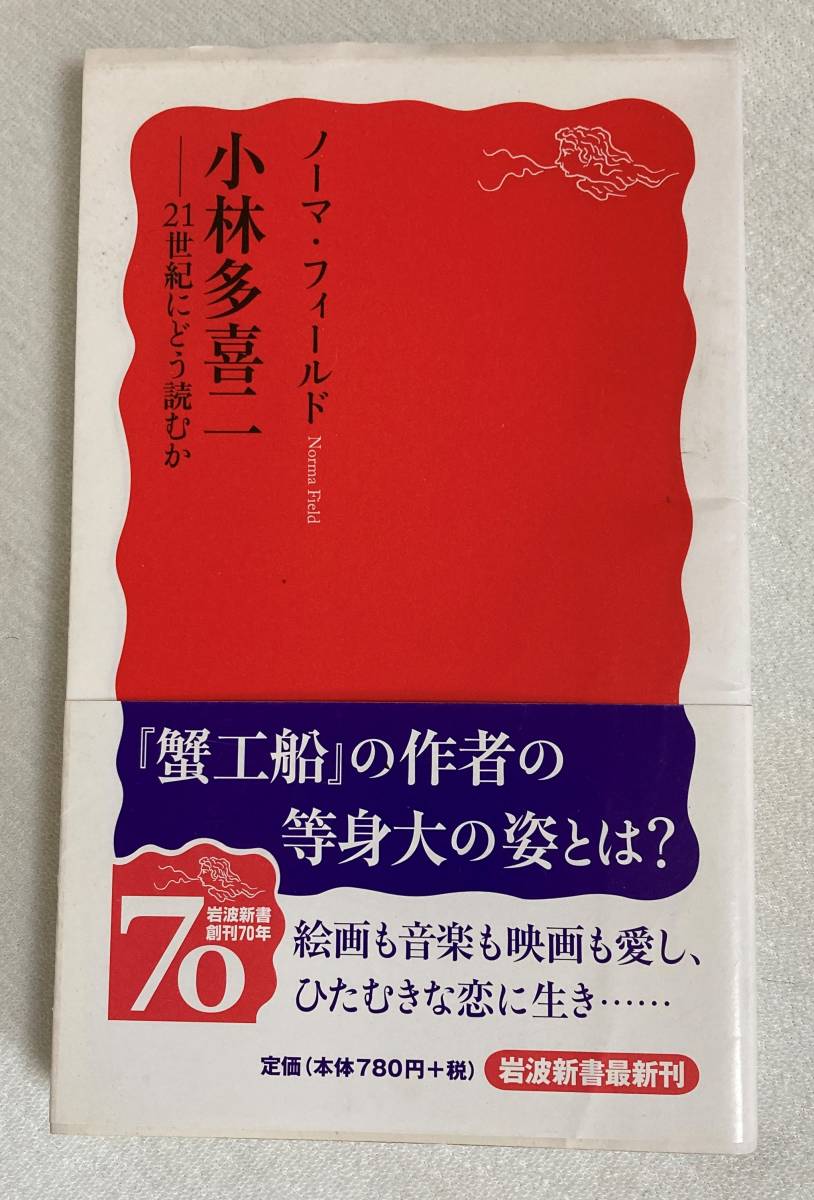 ノーマ・フィールド
Norma Field
小林多喜二
──21世紀にどう読むか
『蟹工船』の作者の
等身大の姿とは？
岩波新書
創刊70年
70
絵画も音楽も映画も愛し、
ひたむきな恋に生き……
定価（本体780円＋税）
岩波新書最新刊